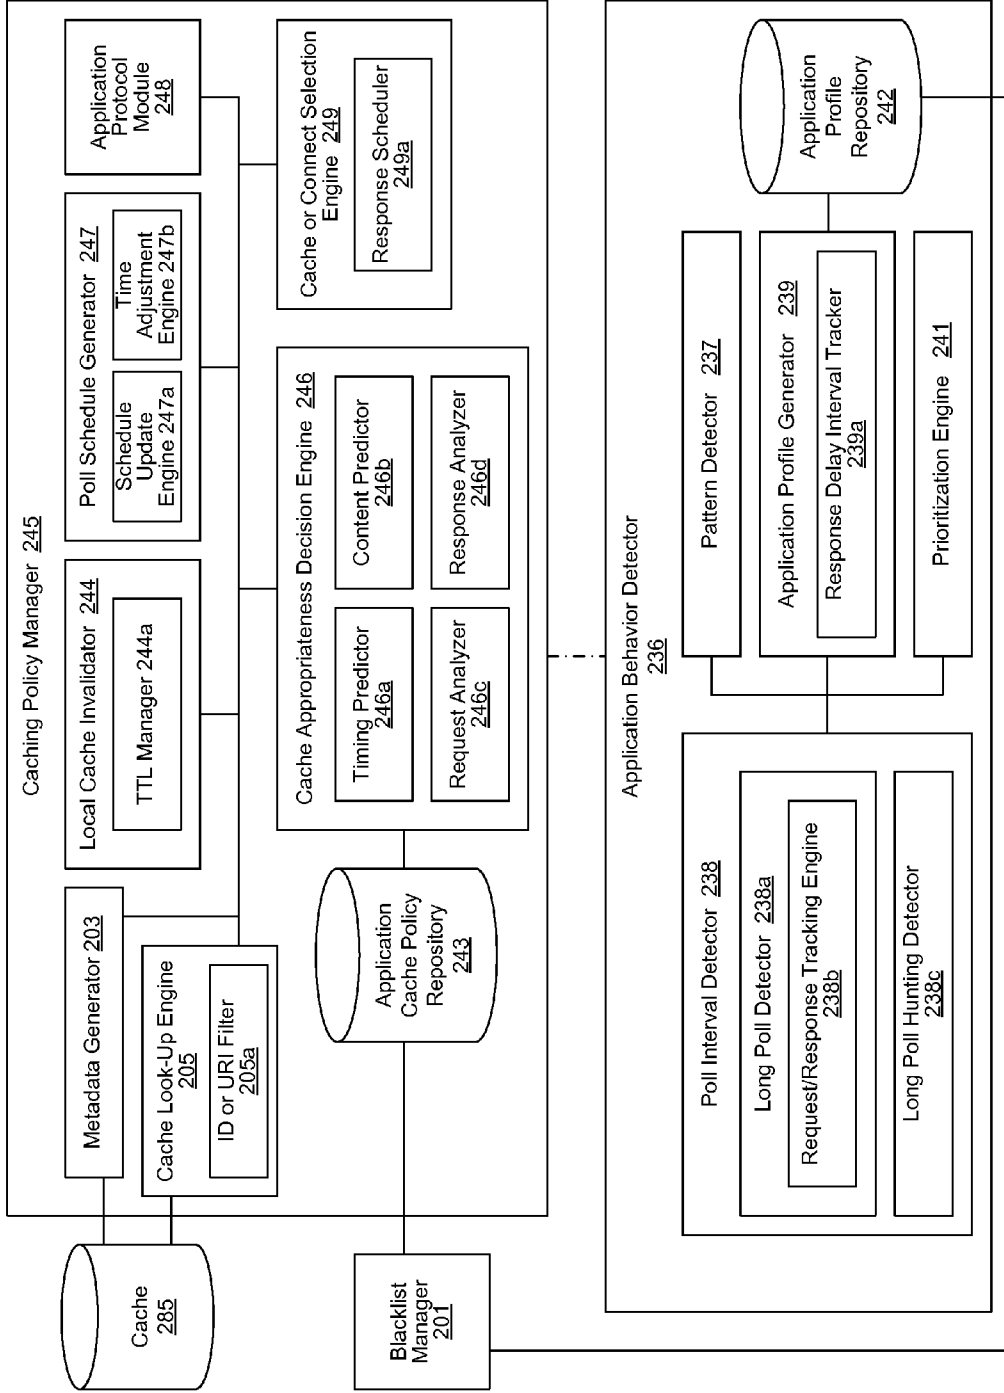 Caching Policy Manager 245
Cache
285
Metadata Generator 203
Cache Look-Up Engine
205
ID or URI Filter
205a
Local Cache Invalidator 244
TTL Manager 244a
Poll Schedule Generator 247
Schedule
Update
Engine 247a
Time
Adjustment
Engine 247b
Application
Protocol
Module
248
Blacklist
Manager
201
Application
Cache Policy
Repository
243
Cache Appropriateness Decision Engine 246
Timing Predictor
246a
Content Predictor
246b
Request Analyzer
246c
Response Analyzer
246d
Cache or Connect Selection
Engine 249
Response Scheduler
249a
Application Behavior Detector
236
Poll Interval Detector 238
Long Poll Detector 238a
Request/Response Tracking Engine
238b
Long Poll Hunting Detector
238c
Pattern Detector 237
Application Profile Generator 239
Response Delay Interval Tracker
239a
Prioritization Engine 241
Application
Profile
Repository
242